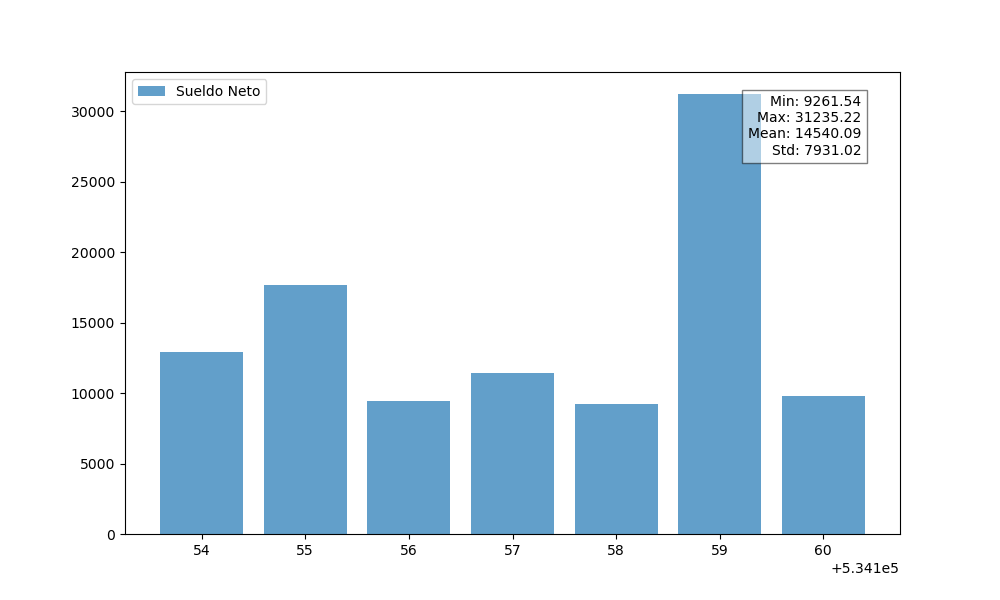 Sueldo Neto
Min: 9261.54
Max: 31235.22
Mean: 14540.09
Std: 7931.02
30000
25000
20000
15000
10000
5000
0
54 55 56 57 58 59 60
+5.341e5